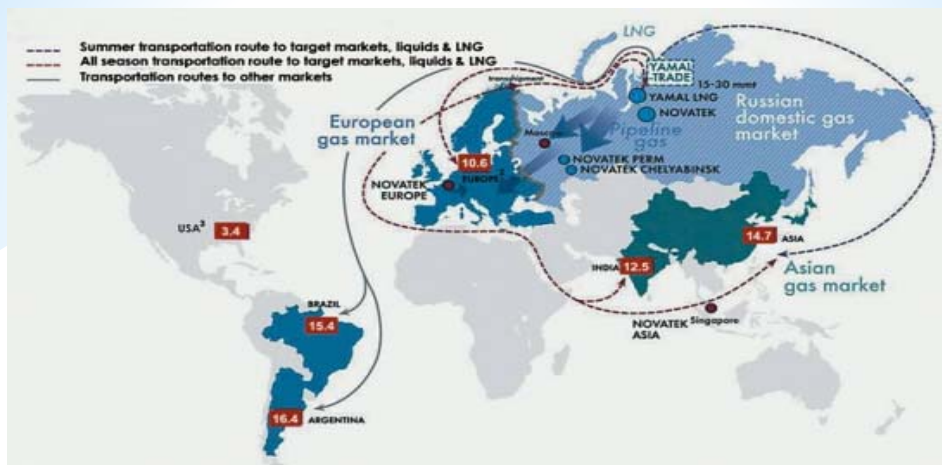 Summer transportation route to target markets, liquids & LNG
All season transportation route to target markets, liquids & LNG
Transportation routes to other markets
LNG
YAMAL
TRADE
transshipment
15-30 mmt
YAMAL LNG
NOVATEK
Russian
domestic gas
market
European
gas market
Moscow
Pipeline
gas
?
10.6
EUROPE²
NOVATEK PERM
NOVATEK CHELYABINSK
NOVATEK
EUROPE
USA³
3.4
14.7
ASIA
INDIA
12.5
Asian
gas market
BRAZIL
15.4
NOVATEK
ASIA
Singapore
16.4
ARGENTINA